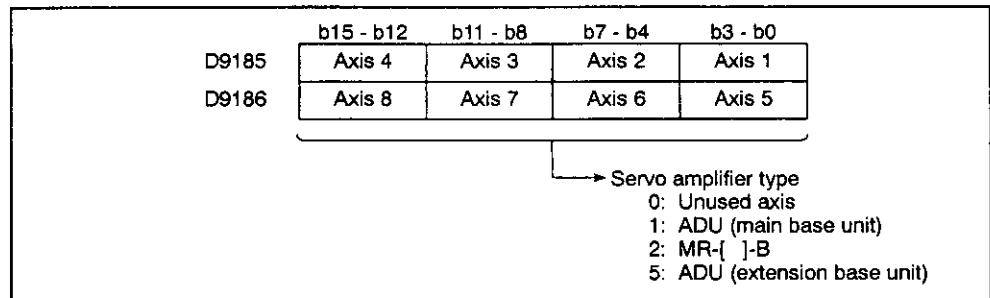 b15 - b12 b11 - b8 b7 - b4 b3 - b0
D9185 Axis 4 Axis 3 Axis 2 Axis 1
D9186 Axis 8 Axis 7 Axis 6 Axis 5
Servo amplifier type
0: Unused axis
1: ADU (main base unit)
2: MR-[ ]-B
5: ADU (extension base unit)